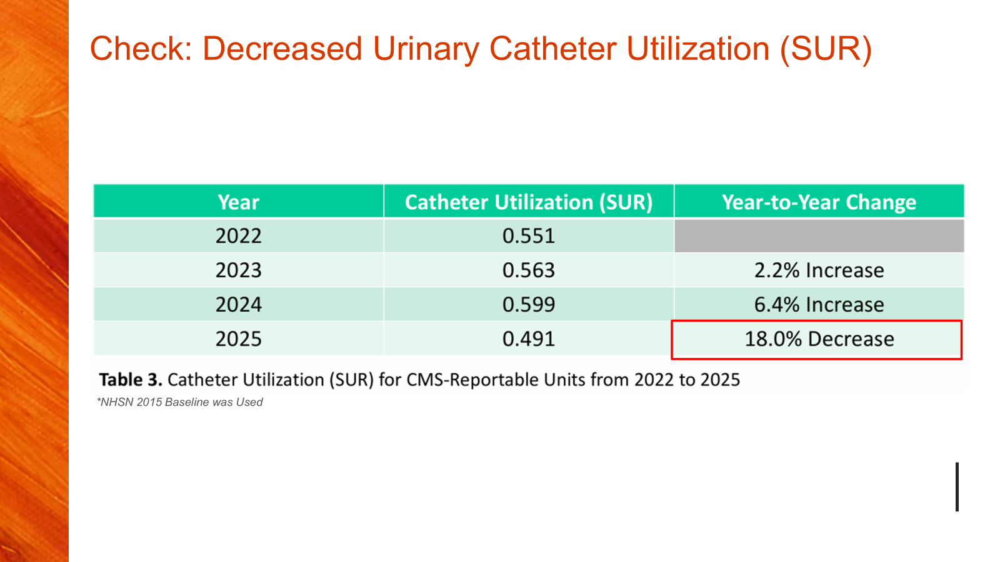 Check: Decreased Urinary Catheter Utilization (SUR)
Year Catheter Utilization (SUR) Year-to-Year Change
2022 0.551
2023 0.563 2.2% Increase
2024 0.599 6.4% Increase
2025 0.491 18.0% Decrease
Table 3. Catheter Utilization (SUR) for CMS-Reportable Units from 2022 to 2025
*NHSN 2015 Baseline was Used